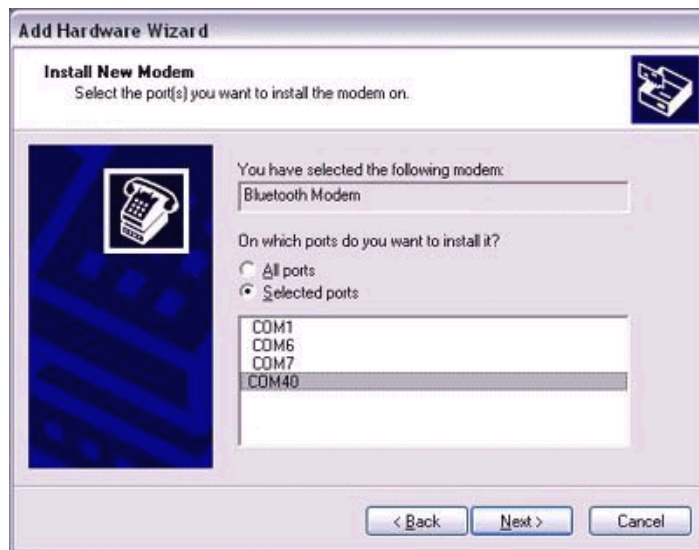 Add Hardware Wizard
Install New Modem
Select the port(s) you want to install the modem on.
You have selected the following modem:
Bluetooth Modem
On which ports do you want to install it?
All ports
Selected ports
COM1
COM6
COM7
COM40
< Back
Next >
Cancel